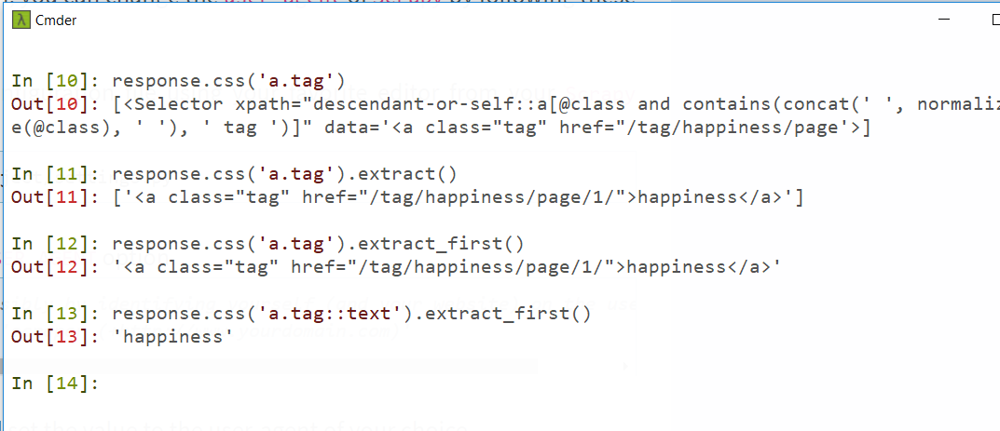 Cmder
In [10]: response.css('a.tag')
Out[10]: [<Selector xpath="descendant-or-self::a[@class and contains(concat(' ', normaliz
e(@class), ' '), ' tag ')]" data='<a class="tag" href="/tag/happiness/page'>]
In [11]: response.css('a.tag').extract()
Out[11]: ['<a class="tag" href="/tag/happiness/page/1/">happiness</a>']
In [12]: response.css('a.tag').extract_first()
Out[12]: '<a class="tag" href="/tag/happiness/page/1/">happiness</a>'
In [13]: response.css('a.tag::text').extract_first()
Out[13]: 'happiness'
In [14]: